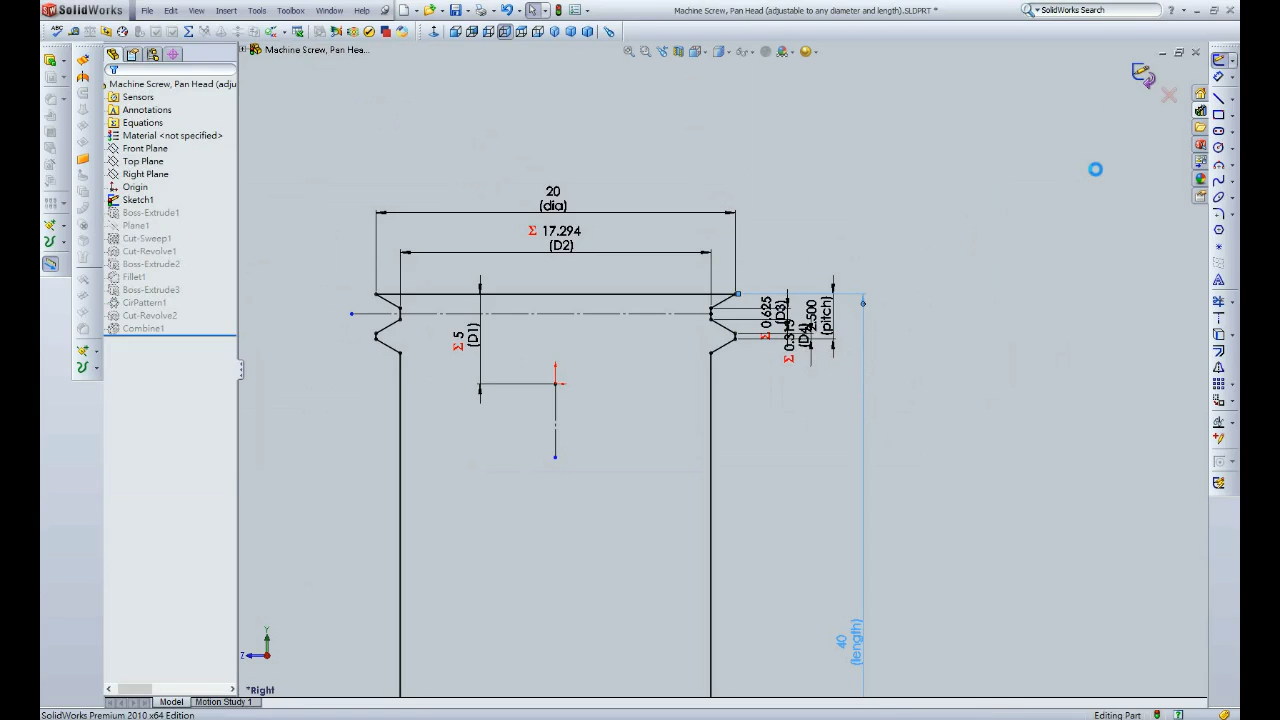 SolidWorks
File
Edit
View
Insert
Tools
Toolbox
Window
Help
Machine Screw, Pan Head (adjustable to any diameter and length).SLDPRT *
SolidWorks Search
Machine Screw, Pan Hea...
Machine Screw, Pan Head (adju
Sensors
Annotations
Equations
Material <not specified>
Front Plane
Top Plane
Right Plane
Origin
Sketch1
Boss-Extrude1
Plane1
Cut-Sweep1
Cut-Revolve1
Boss-Extrude2
Fillet1
Boss-Extrude3
CirPattern1
Cut-Revolve2
Combine1
20
(dia)
Σ 17.294
(D2)
Σ 5
(D1)
Σ 0.625
(D3)
Σ 0.313
(D4)
2.500
(pitch)
40
(length)
Y
Z
*Right
Model
Motion Study 1
SolidWorks Premium 2010 x64 Edition
Editing Part